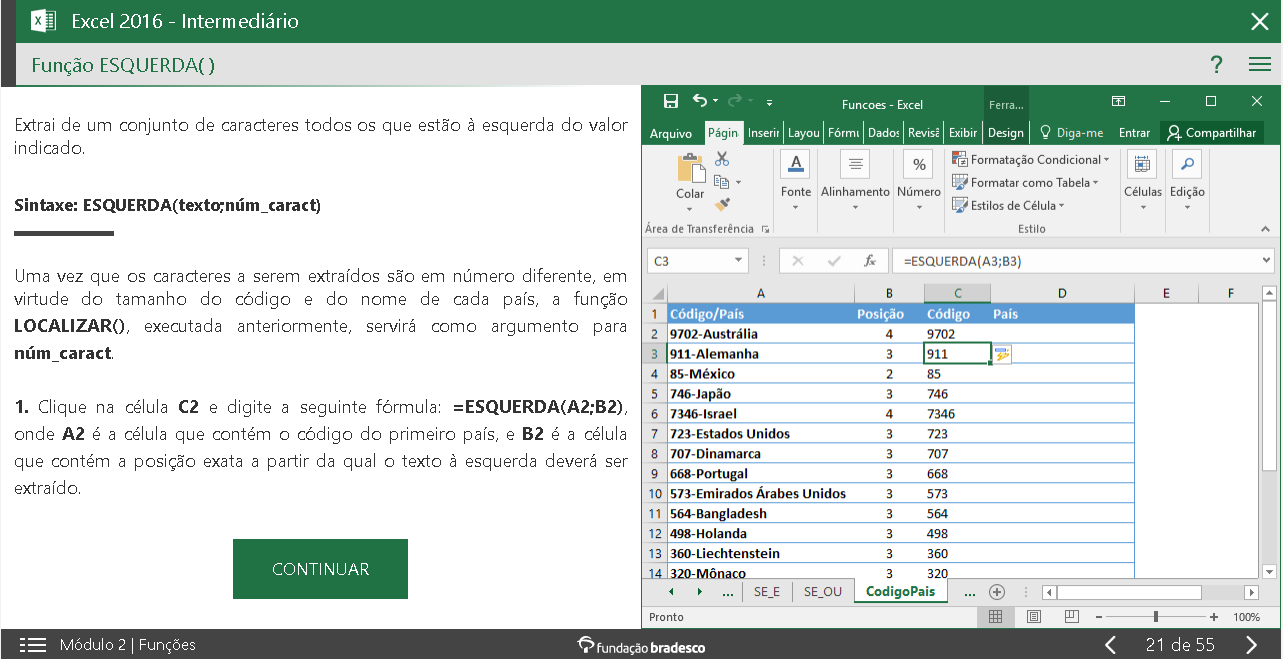 Excel 2016 - Intermediário
Função ESQUERDA( )
?
Extrai de um conjunto de caracteres todos os que estão à esquerda do valor
indicado.
Sintaxe: ESQUERDA(texto;núm_caract)
Uma vez que os caracteres a serem extraídos são em número diferente, em
virtude do tamanho do código e do nome de cada país, a função
LOCALIZAR(), executada anteriormente, servirá como argumento para
núm_caract.
1. Clique na célula C2 e digite a seguinte fórmula: =ESQUERDA(A2;B2),
onde A2 é a célula que contém o código do primeiro país, e B2 é a célula
que contém a posição exata a partir da qual o texto à esquerda deverá ser
extraído.
CONTINUAR
Funcoes - Excel Ferra...
Arquivo Págin Inserir Layou Fórmu Dados Revisã Exibir Design Diga-me Entrar Compartilhar
Colar Fonte Alinhamento Número Formatação Condicional Formatar como Tabela Estilos de Célula Células Edição
Área de Transferência Estilo
C3 fx =ESQUERDA(A3;B3)
A B C D E F
1 Código/País Posição Código País
2 9702-Austrália 4 9702
3 911-Alemanha 3 911
4 85-México 2 85
5 746-Japão 3 746
6 7346-Israel 4 7346
7 723-Estados Unidos 3 723
8 707-Dinamarca 3 707
9 668-Portugal 3 668
10 573-Emirados Árabes Unidos 3 573
11 564-Bangladesh 3 564
12 498-Holanda 3 498
13 360-Liechtenstein 3 360
14 320-Mônaco 3 320
... SE_E SE_OU CodigoPais ...
Pronto 100%
Módulo 2 | Funções fundação bradesco 21 de 55